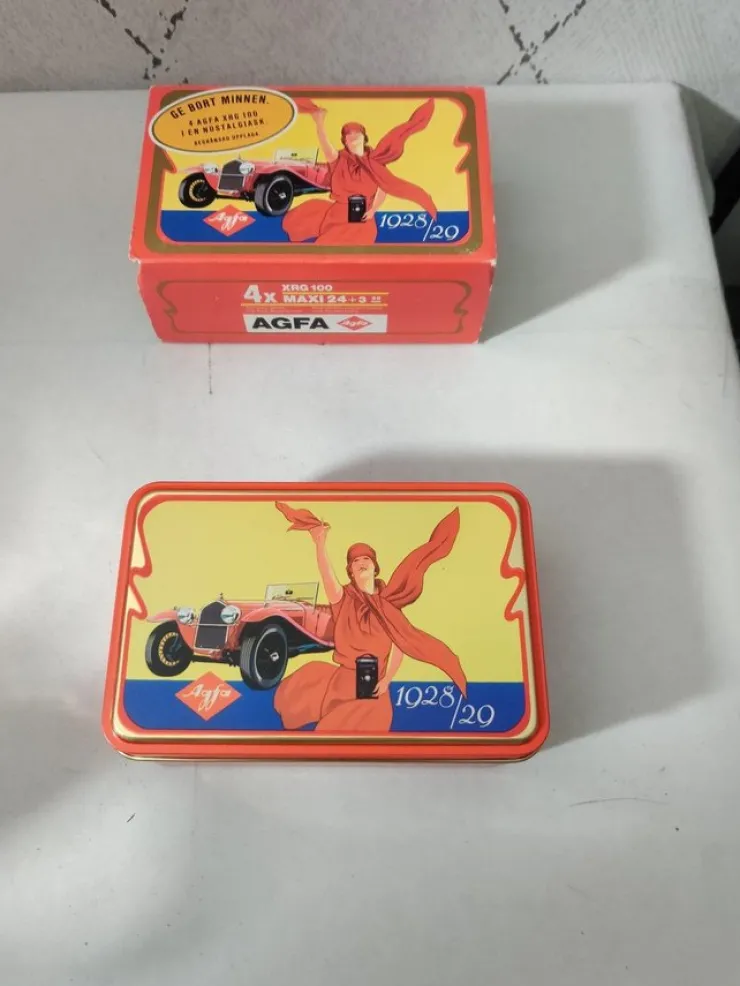 GE BORT MINNEN.
4 AGFA XRG 100
I EN NOSTALGIASK.
BEGRÄNSAD UPPLAGA
Agfa
1928/29
4x XRG 100
MAXI 24+3
AGFA Agfa
Agfa
1928/29